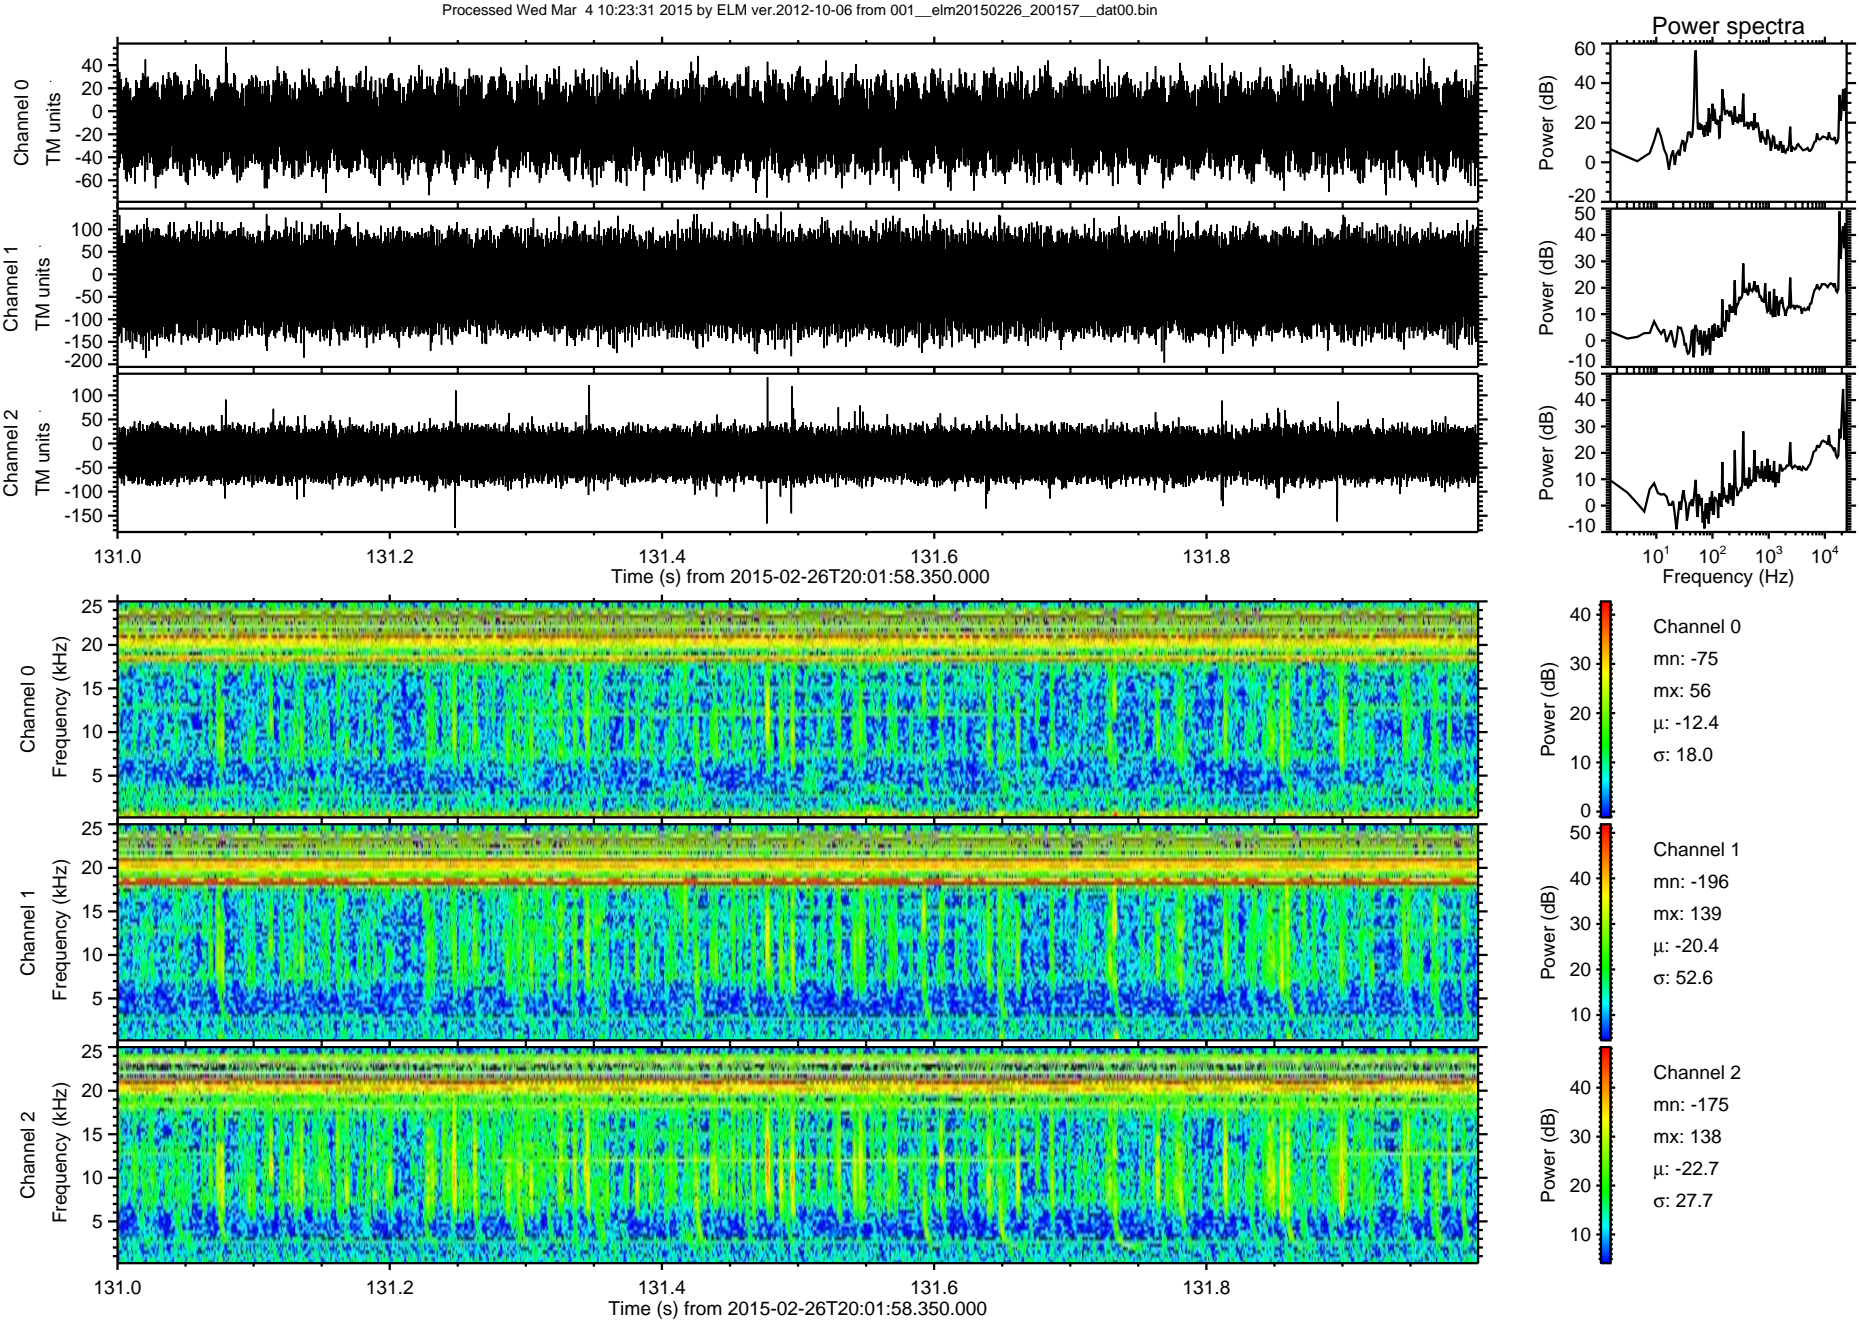 Processed Wed Mar  4 10:23:31 2015 by ELM ver.2012-10-06 from 001__elm20150226_200157__dat00.bin
Power spectra
Channel 0
TM units
40
20
0
-20
-40
-60
Power (dB)
60
40
20
0
-20
Channel 1
TM units
100
50
0
-50
-100
-150
-200
Power (dB)
50
40
30
20
10
0
-10
Channel 2
TM units
100
50
0
-50
-100
-150
Power (dB)
50
40
30
20
10
0
-10
131.0 131.2 131.4 131.6 131.8
Time (s) from 2015-02-26T20:01:58.350.000
10^1 10^2 10^3 10^4
Frequency (Hz)
Channel 0
Frequency (kHz)
25
20
15
10
5
Power (dB)
40
30
20
10
0
Channel 0
mn: -75
mx: 56
μ: -12.4
σ: 18.0
Channel 1
Frequency (kHz)
25
20
15
10
5
Power (dB)
50
40
30
20
10
Channel 1
mn: -196
mx: 139
μ: -20.4
σ: 52.6
Channel 2
Frequency (kHz)
25
20
15
10
5
Power (dB)
40
30
20
10
Channel 2
mn: -175
mx: 138
μ: -22.7
σ: 27.7
131.0 131.2 131.4 131.6 131.8
Time (s) from 2015-02-26T20:01:58.350.000